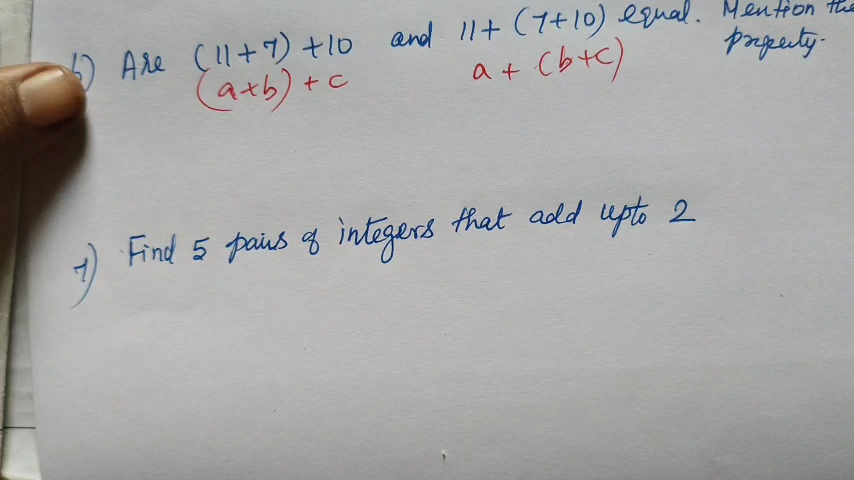 6) Are (11+7)+10 and 11+(7+10) equal. Mention the
property.
(a+b)+c a+(b+c)
7) Find 5 pairs of integers that add upto 2